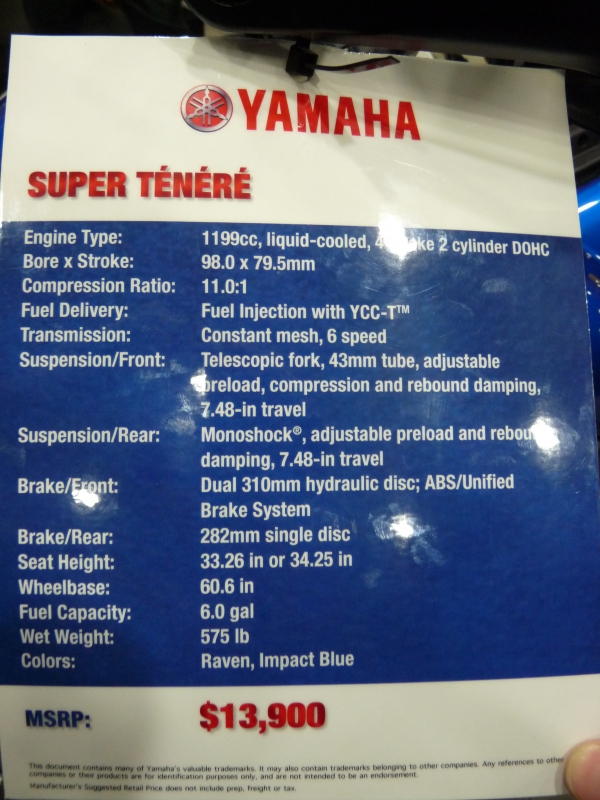 YAMAHA
SUPER TÉNÉRÉ
Engine Type: 1199cc, liquid-cooled, 2 cylinder DOHC
Bore x Stroke: 98.0 x 79.5mm
Compression Ratio: 11.0:1
Fuel Delivery: Fuel Injection with YCC-T™
Transmission: Constant mesh, 6 speed
Suspension/Front: Telescopic fork, 43mm tube, adjustable
preload, compression and rebound damping,
7.48-in travel
Suspension/Rear: Monoshock®, adjustable preload and rebound
damping, 7.48-in travel
Brake/Front: Dual 310mm hydraulic disc; ABS/Unified
Brake System
Brake/Rear: 282mm single disc
Seat Height: 33.26 in or 34.25 in
Wheelbase: 60.6 in
Fuel Capacity: 6.0 gal
Wet Weight: 575 lb
Colors: Raven, Impact Blue
MSRP: $13,900
This document contains many of Yamaha's valuable trademarks. It may also contain trademarks belonging to other companies. Any references to other
companies or their products are for identification purposes only, and are not intended to be an endorsement.
Manufacturer's Suggested Retail Price does not include prep, freight or tax.